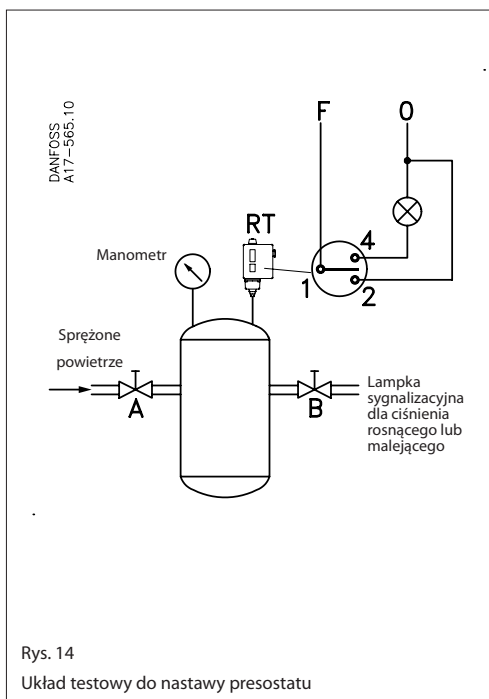 DANFOSS
A17-565.10
F
O
RT
4
1
2
Manometr
Sprężone
powietrze
A
B
Lampka
sygnalizacyjna
dla ciśnienia
rosnącego lub
malejącego
Rys. 14
Układ testowy do nastawy presostatu